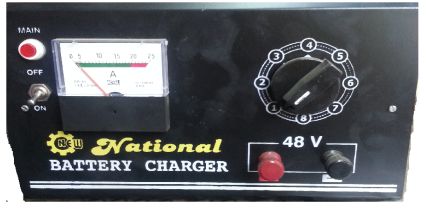 MAIN
OFF
ON
0 5 10 15 20 25
A
1 2 3 4 5 6 7 8
48 V
NEW National
BATTERY CHARGER